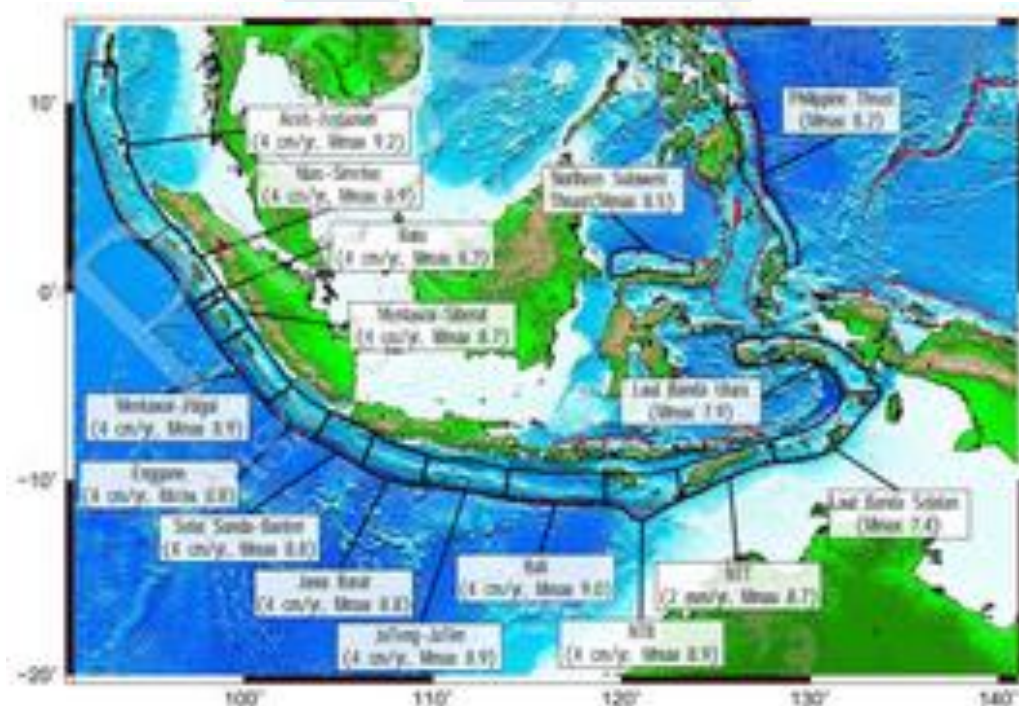 10°
0°
-10°
-20°
100°
110°
120°
130°
140°
Aceh-Andaman
(4 cm/yr, Mmax 9.2)
Nias-Simelue
(4 cm/yr, Mmax 8.9)
Batu
(4 cm/yr, Mmax
Mentawai-Siberut
(4 cm/yr, Mmax 8.7)
Mentawai-Pagai
(4 cm/yr, Mmax 8.9)
Enggano
(4 cm/yr, Mmax 8.8)
Selat Sunda-Banten
(4 cm/yr, Mmax 8.8)
Jawa Barat
(4 cm/yr, Mmax 8.8)
JaTeng-JaTim
(4 cm/yr, Mmax 8.9)
Bali
(4 cm/yr, Mmax 9.0)
NTB
(4 cm/yr, Mmax 8.9)
NTT
(2 mm/yr, Mmax 8.7)
Laut Banda Selatan
(Mmax 7.4)
Laut Banda Utara
(Mmax 7.9)
Northern Sulawesi
Thrust(Mmax
Philippine Thrust
(Mmax 8.2)